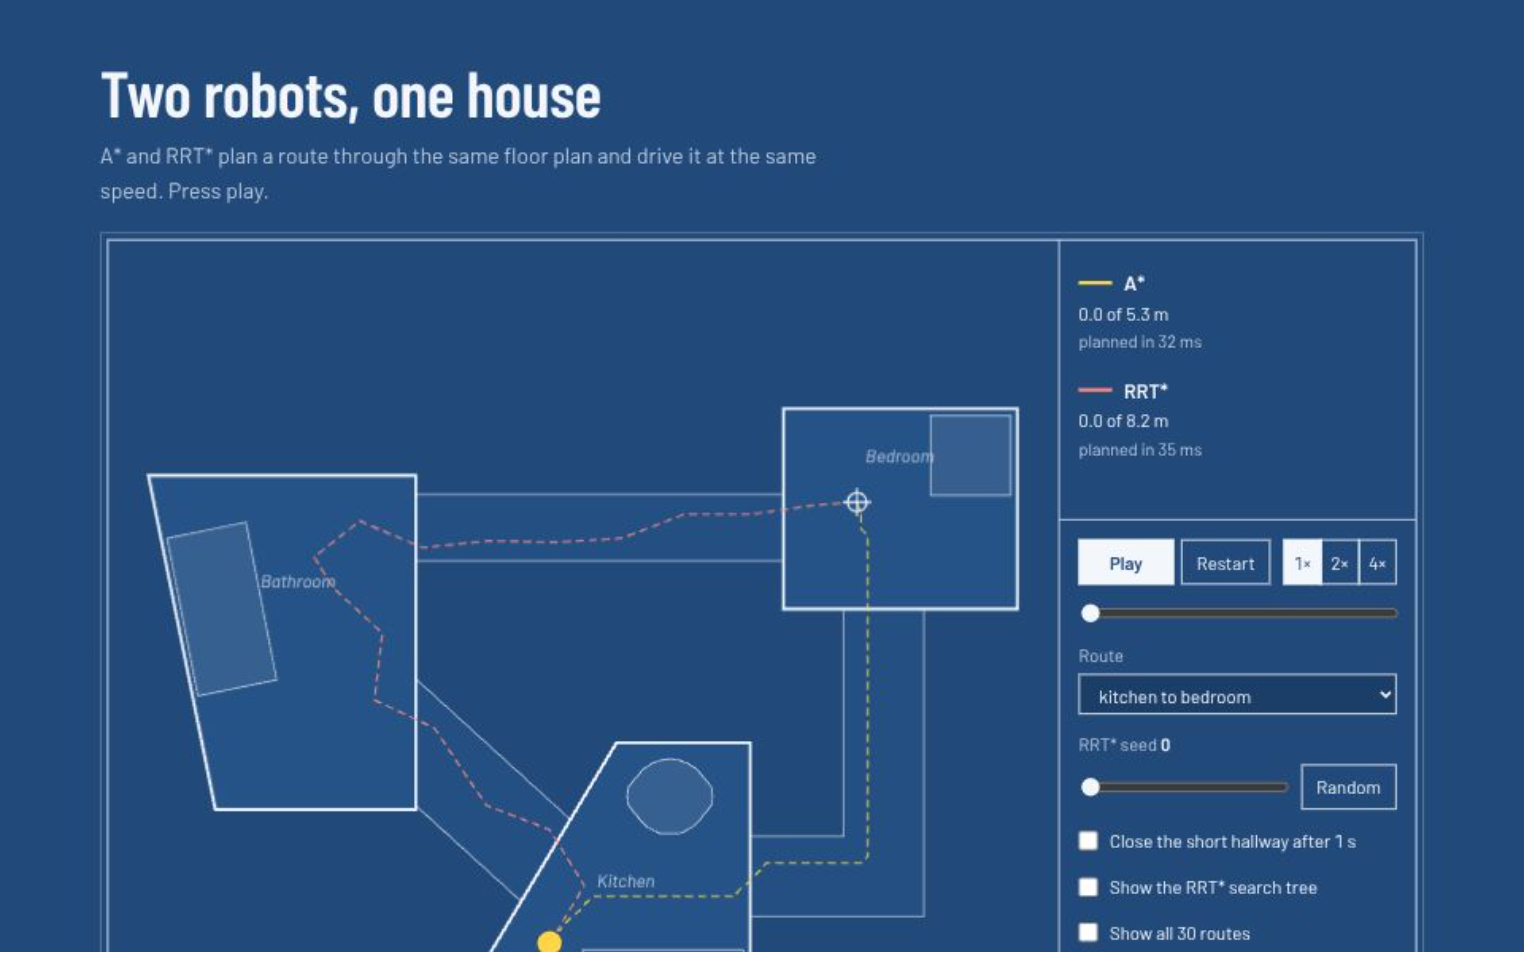 Two robots, one house
A* and RRT* plan a route through the same floor plan and drive it at the same
speed. Press play.
A*
0.0 of 5.3 m
planned in 32 ms
RRT*
0.0 of 8.2 m
planned in 35 ms
Bedroom
Bathroom
Kitchen
Play Restart 1× 2× 4×
Route
kitchen to bedroom
RRT* seed 0
Random
Close the short hallway after 1 s
Show the RRT* search tree
Show all 30 routes